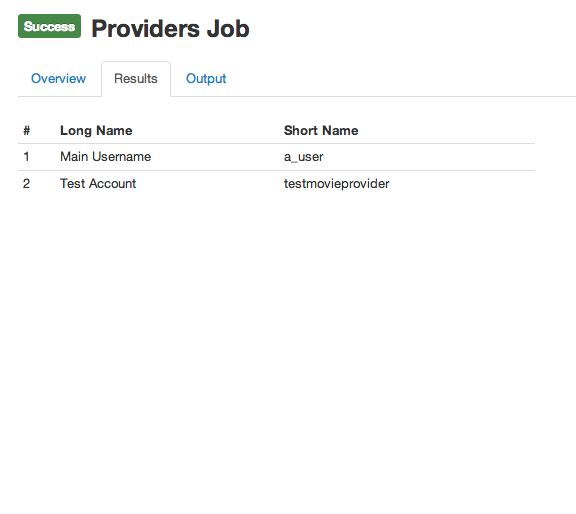 Success Providers Job
Overview Results Output
# Long Name Short Name
1 Main Username a_user
2 Test Account testmovieprovider